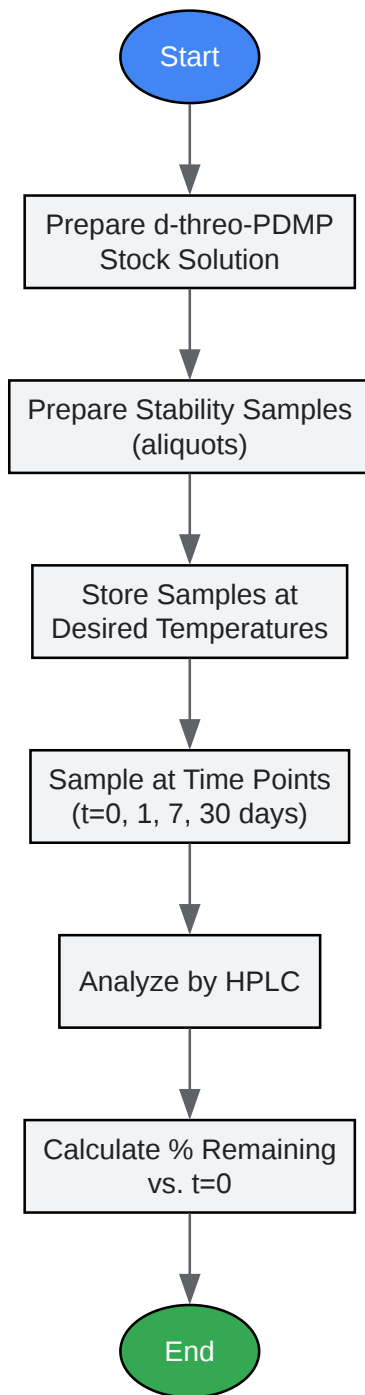 Start
Prepare d-threo-PDMP
Stock Solution
Prepare Stability Samples
(aliquots)
Store Samples at
Desired Temperatures
Sample at Time Points
(t=0, 1, 7, 30 days)
Analyze by HPLC
Calculate % Remaining
vs. t=0
End